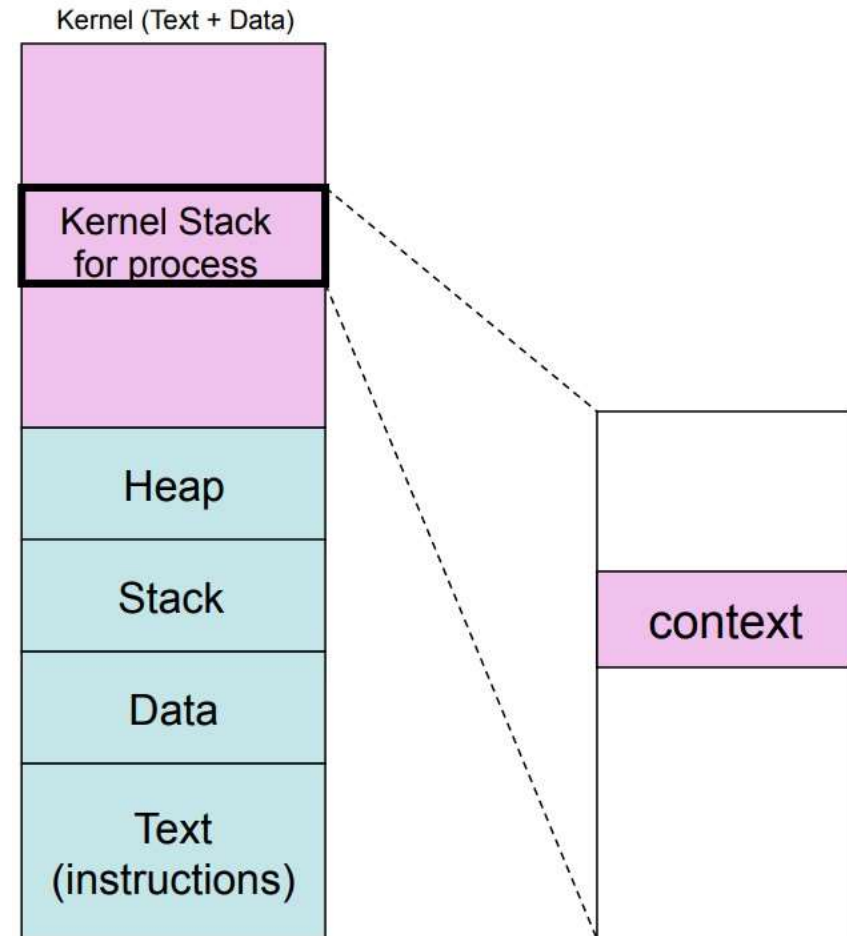 Kernel (Text + Data)
Kernel Stack
for process
Heap
Stack
context
Data
Text
(instructions)